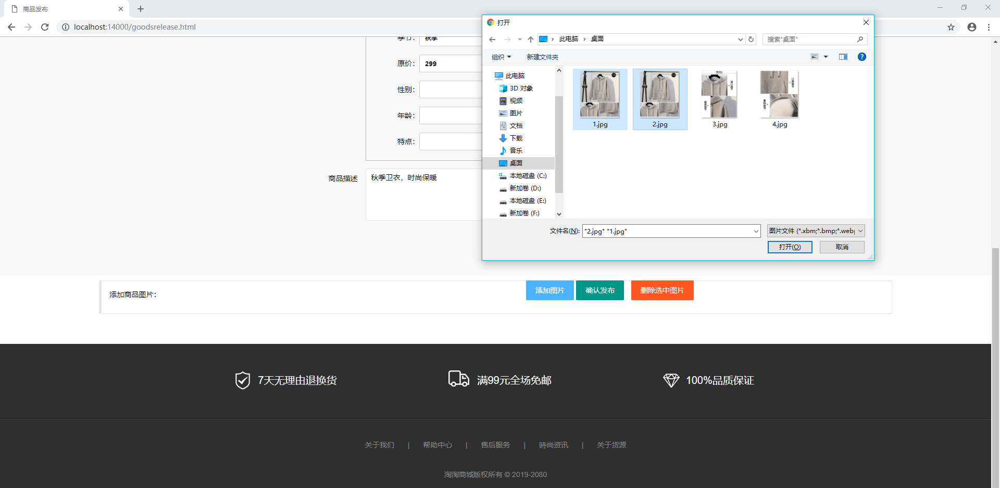 商品发布
localhost:14000/goodsrelease.html
季节： 秋季
原价： 299
性别：
年龄：
特点：
商品描述
秋季卫衣，时尚保暖
打开
此电脑 › 桌面
搜索"桌面"
组织
新建文件夹
此电脑
3D 对象
视频
图片
文档
下载
音乐
桌面
本地磁盘 (C:)
新加卷 (D:)
本地磁盘 (E:)
新加卷 (F:)
1.jpg
2.jpg
3.jpg
4.jpg
文件名(N): "2.jpg" "1.jpg"
图片文件 (*.xbm;*.bmp;*.web
打开(O)
取消
添加商品图片：
添加图片
确认发布
删除选中图片
7天无理由退换货
满99元全场免邮
100%品质保证
关于我们 | 帮助中心 | 售后服务 | 時尚资讯 | 关于货源
淘淘商城版权所有 © 2019-2080